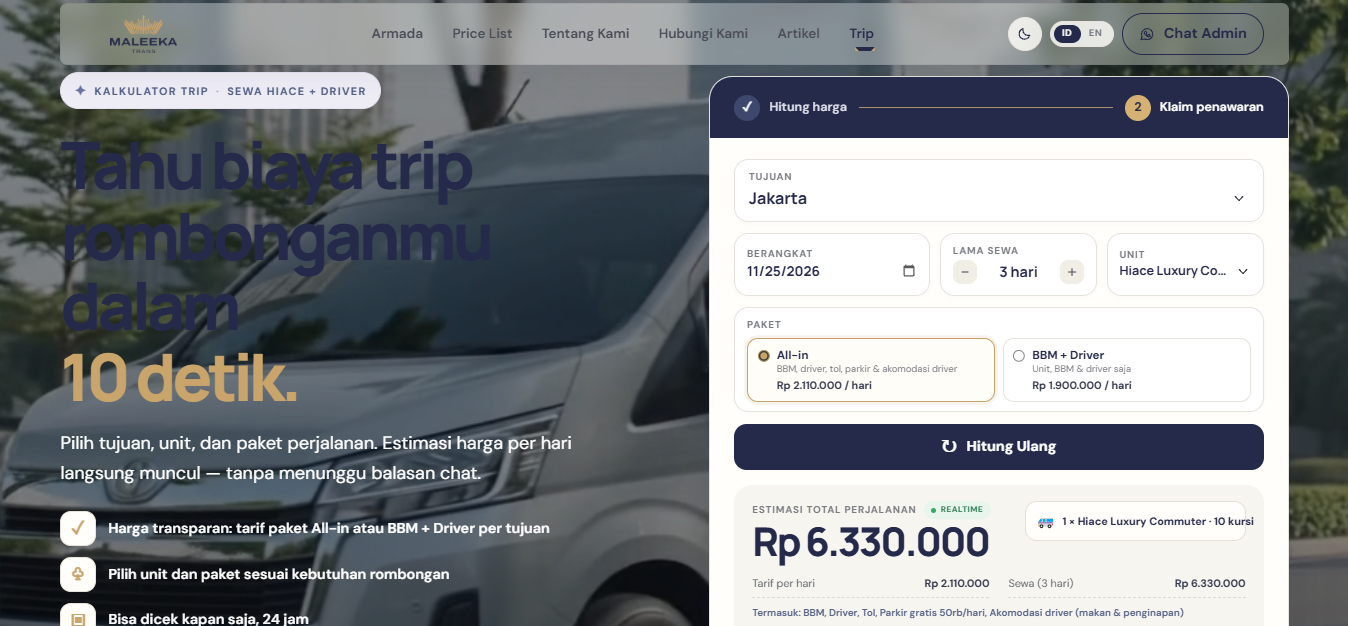 MALEEKA
TRANS
Armada
Price List
Tentang Kami
Hubungi Kami
Artikel
Trip
ID
EN
Chat Admin
KALKULATOR TRIP · SEWA HIACE + DRIVER
Tahu biaya trip
rombonganmu
dalam
10 detik.
Pilih tujuan, unit, dan paket perjalanan. Estimasi harga per hari
langsung muncul — tanpa menunggu balasan chat.
Harga transparan: tarif paket All-in atau BBM + Driver per tujuan
Pilih unit dan paket sesuai kebutuhan rombongan
Bisa dicek kapan saja, 24 jam
Hitung harga
2
Klaim penawaran
TUJUAN
Jakarta
BERANGKAT
11/25/2026
LAMA SEWA
− 3 hari +
UNIT
Hiace Luxury Co...
PAKET
All-in
BBM, driver, tol, parkir & akomodasi driver
Rp 2.110.000 / hari
BBM + Driver
Unit, BBM & driver saja
Rp 1.900.000 / hari
Hitung Ulang
ESTIMASI TOTAL PERJALANAN
REALTIME
1 × Hiace Luxury Commuter · 10 kursi
Rp 6.330.000
Tarif per hari
Rp 2.110.000
Sewa (3 hari)
Rp 6.330.000
Termasuk: BBM, Driver, Tol, Parkir gratis 50rb/hari, Akomodasi driver (makan & penginapan)